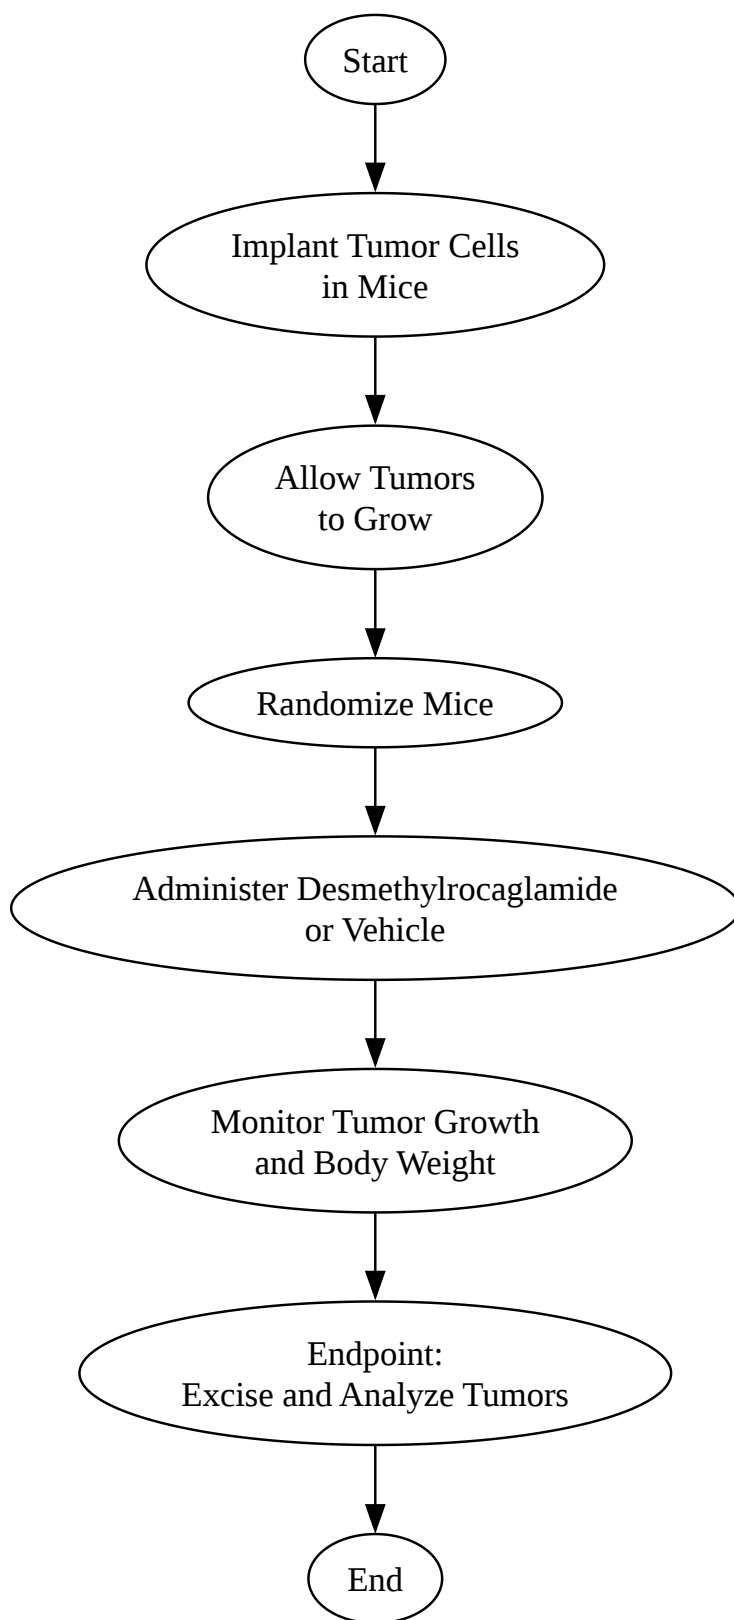 Start
Implant Tumor Cells
in Mice
Allow Tumors
to Grow
Randomize Mice
Administer Desmethylrocaglamide
or Vehicle
Monitor Tumor Growth
and Body Weight
Endpoint:
Excise and Analyze Tumors
End